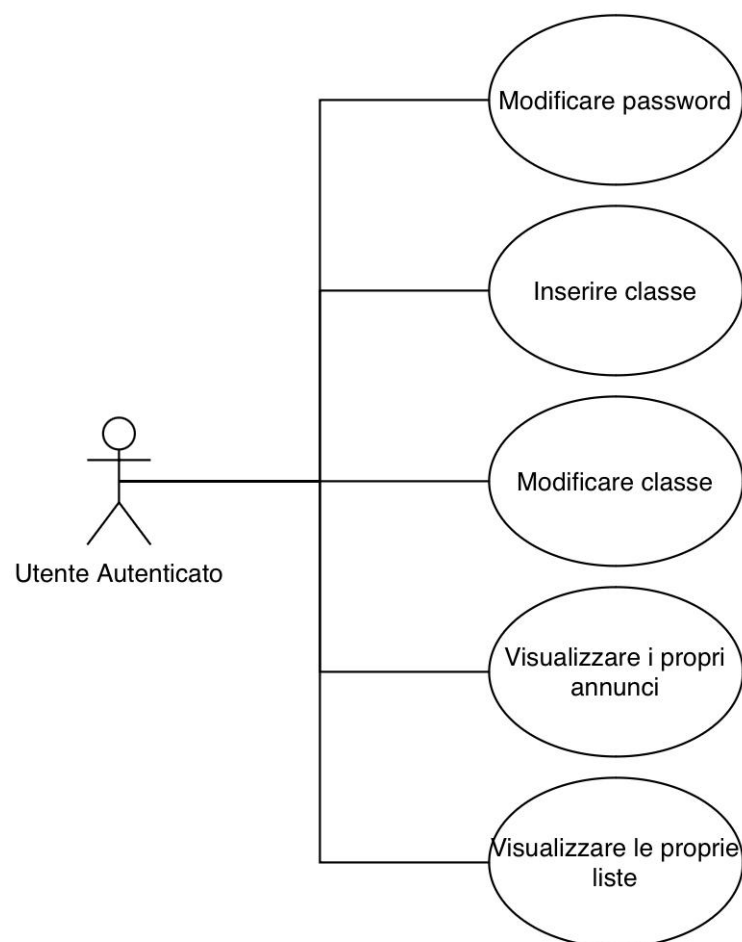 Modificare password
Inserire classe
Modificare classe
Utente Autenticato
Visualizzare i propri
annunci
Visualizzare le proprie
liste